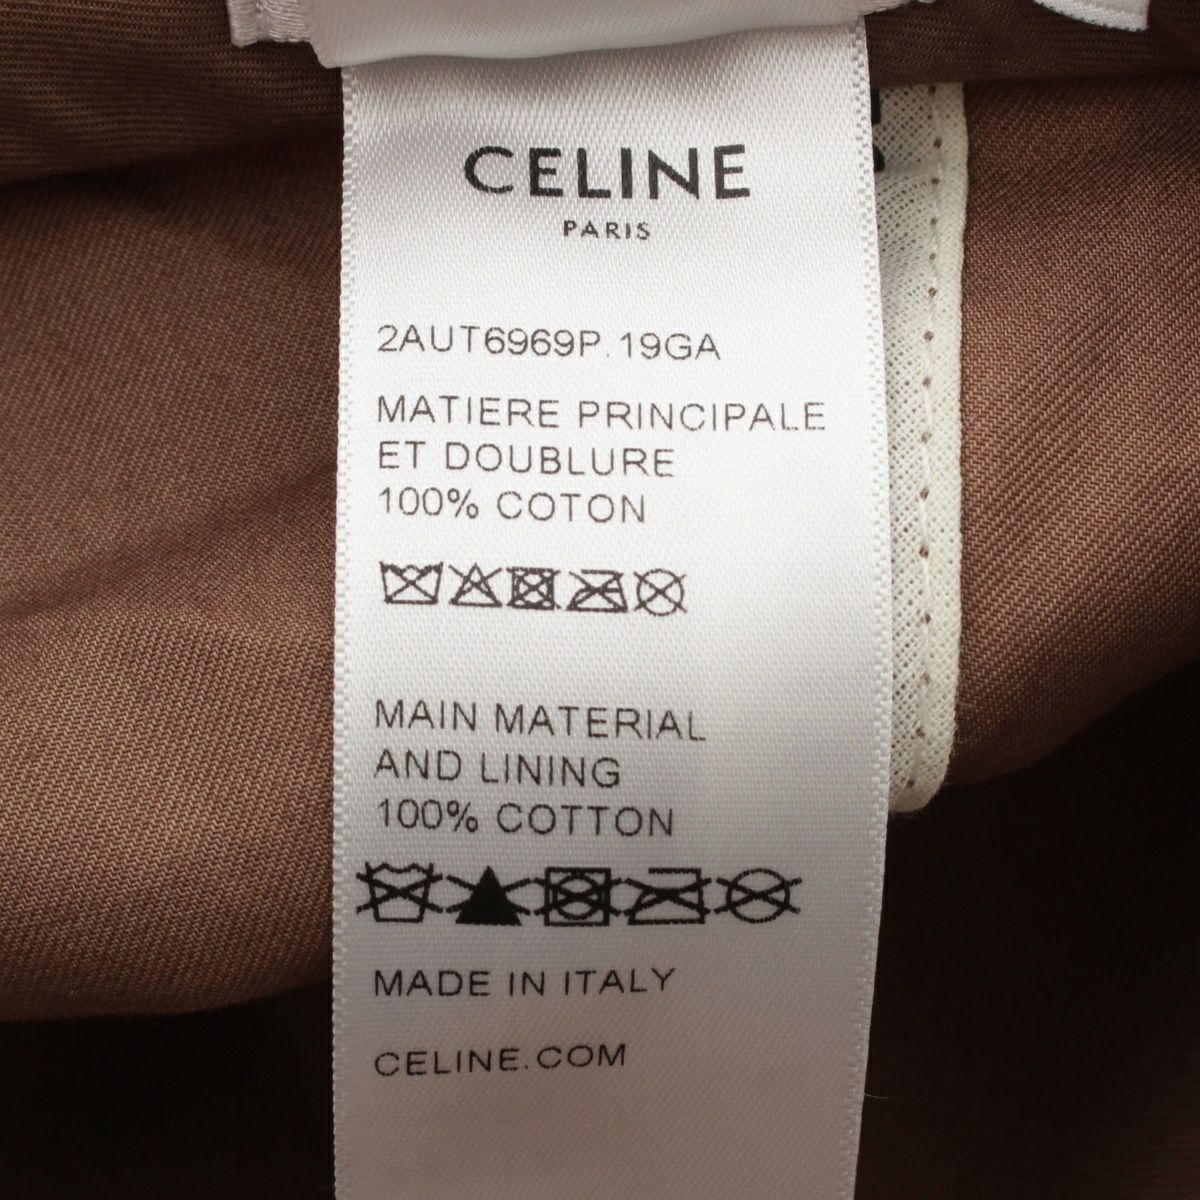 CELINE
PARIS
2AUT6969P.19GA
MATIERE PRINCIPALE
ET DOUBLURE
100% COTON
MAIN MATERIAL
AND LINING
100% COTTON
MADE IN ITALY
CELINE.COM